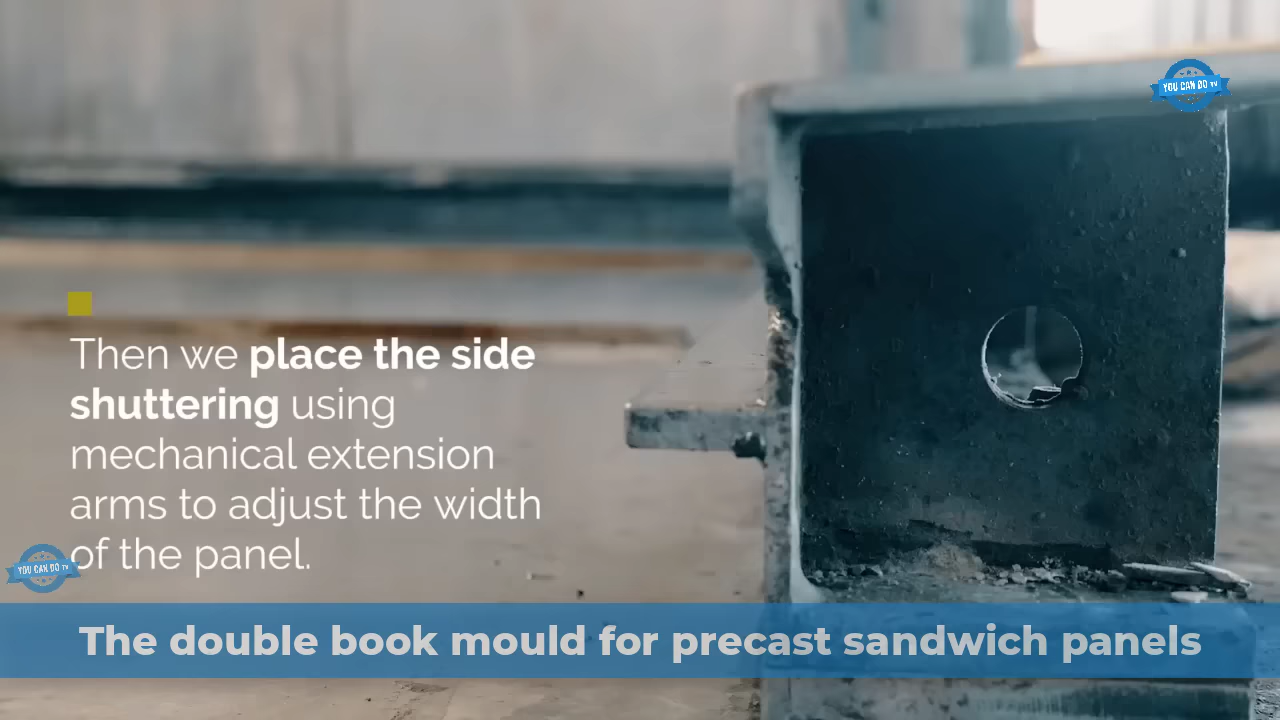 YOU CAN DO TV
Then we place the side
shuttering using
mechanical extension
arms to adjust the width
of the panel.
YOU CAN DO TV
The double book mould for precast sandwich panels